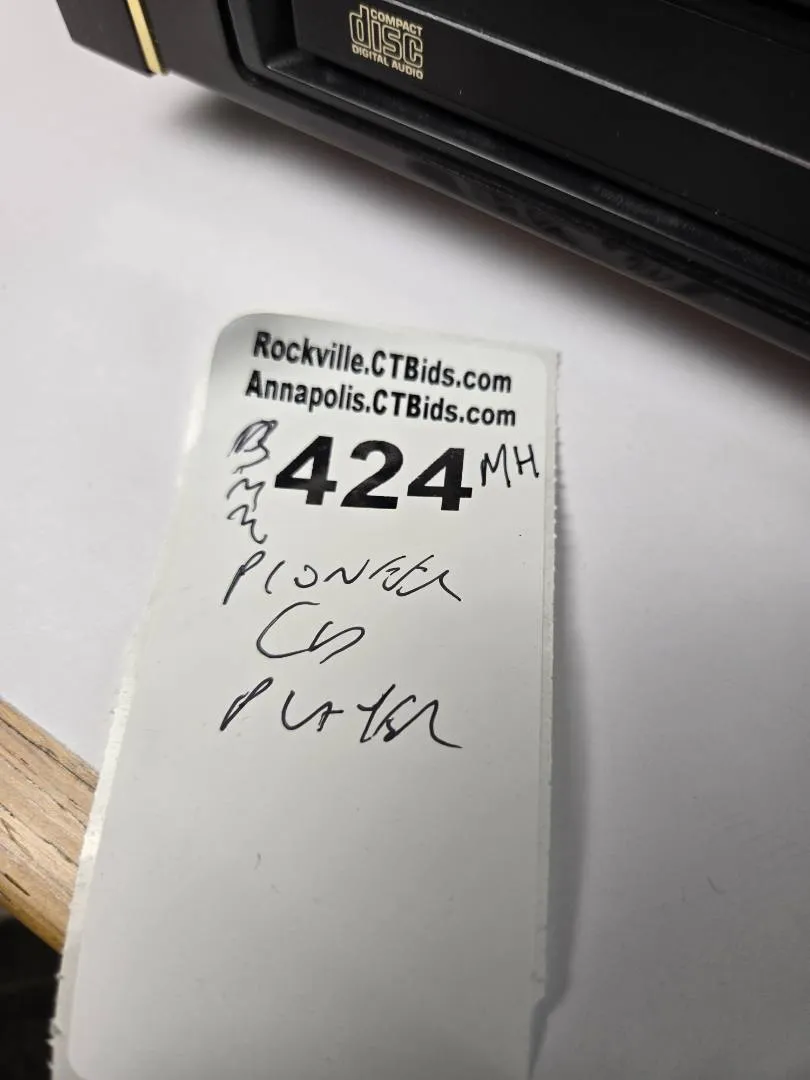 COMPACT
disc
DIGITAL AUDIO
Rockville.CTBids.com
Annapolis.CTBids.com
424 MH
PIONEER
CD
PLAYER